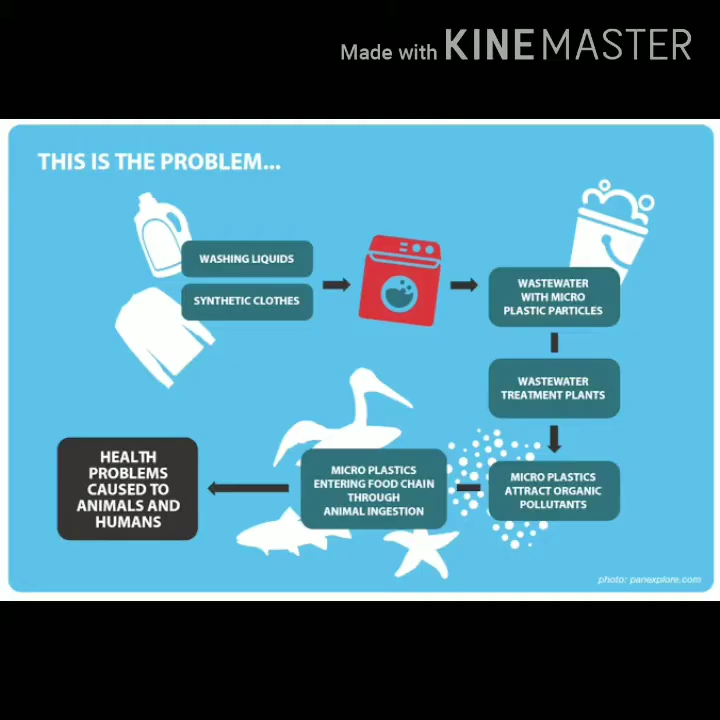 Made with KINEMASTER
THIS IS THE PROBLEM...
WASHING LIQUIDS
SYNTHETIC CLOTHES
WASTEWATER
WITH MICRO
PLASTIC PARTICLES
WASTEWATER
TREATMENT PLANTS
MICRO PLASTICS
ATTRACT ORGANIC
POLLUTANTS
MICRO PLASTICS
ENTERING FOOD CHAIN
THROUGH
ANIMAL INGESTION
HEALTH
PROBLEMS
CAUSED TO
ANIMALS AND
HUMANS
photo: panexplore.com